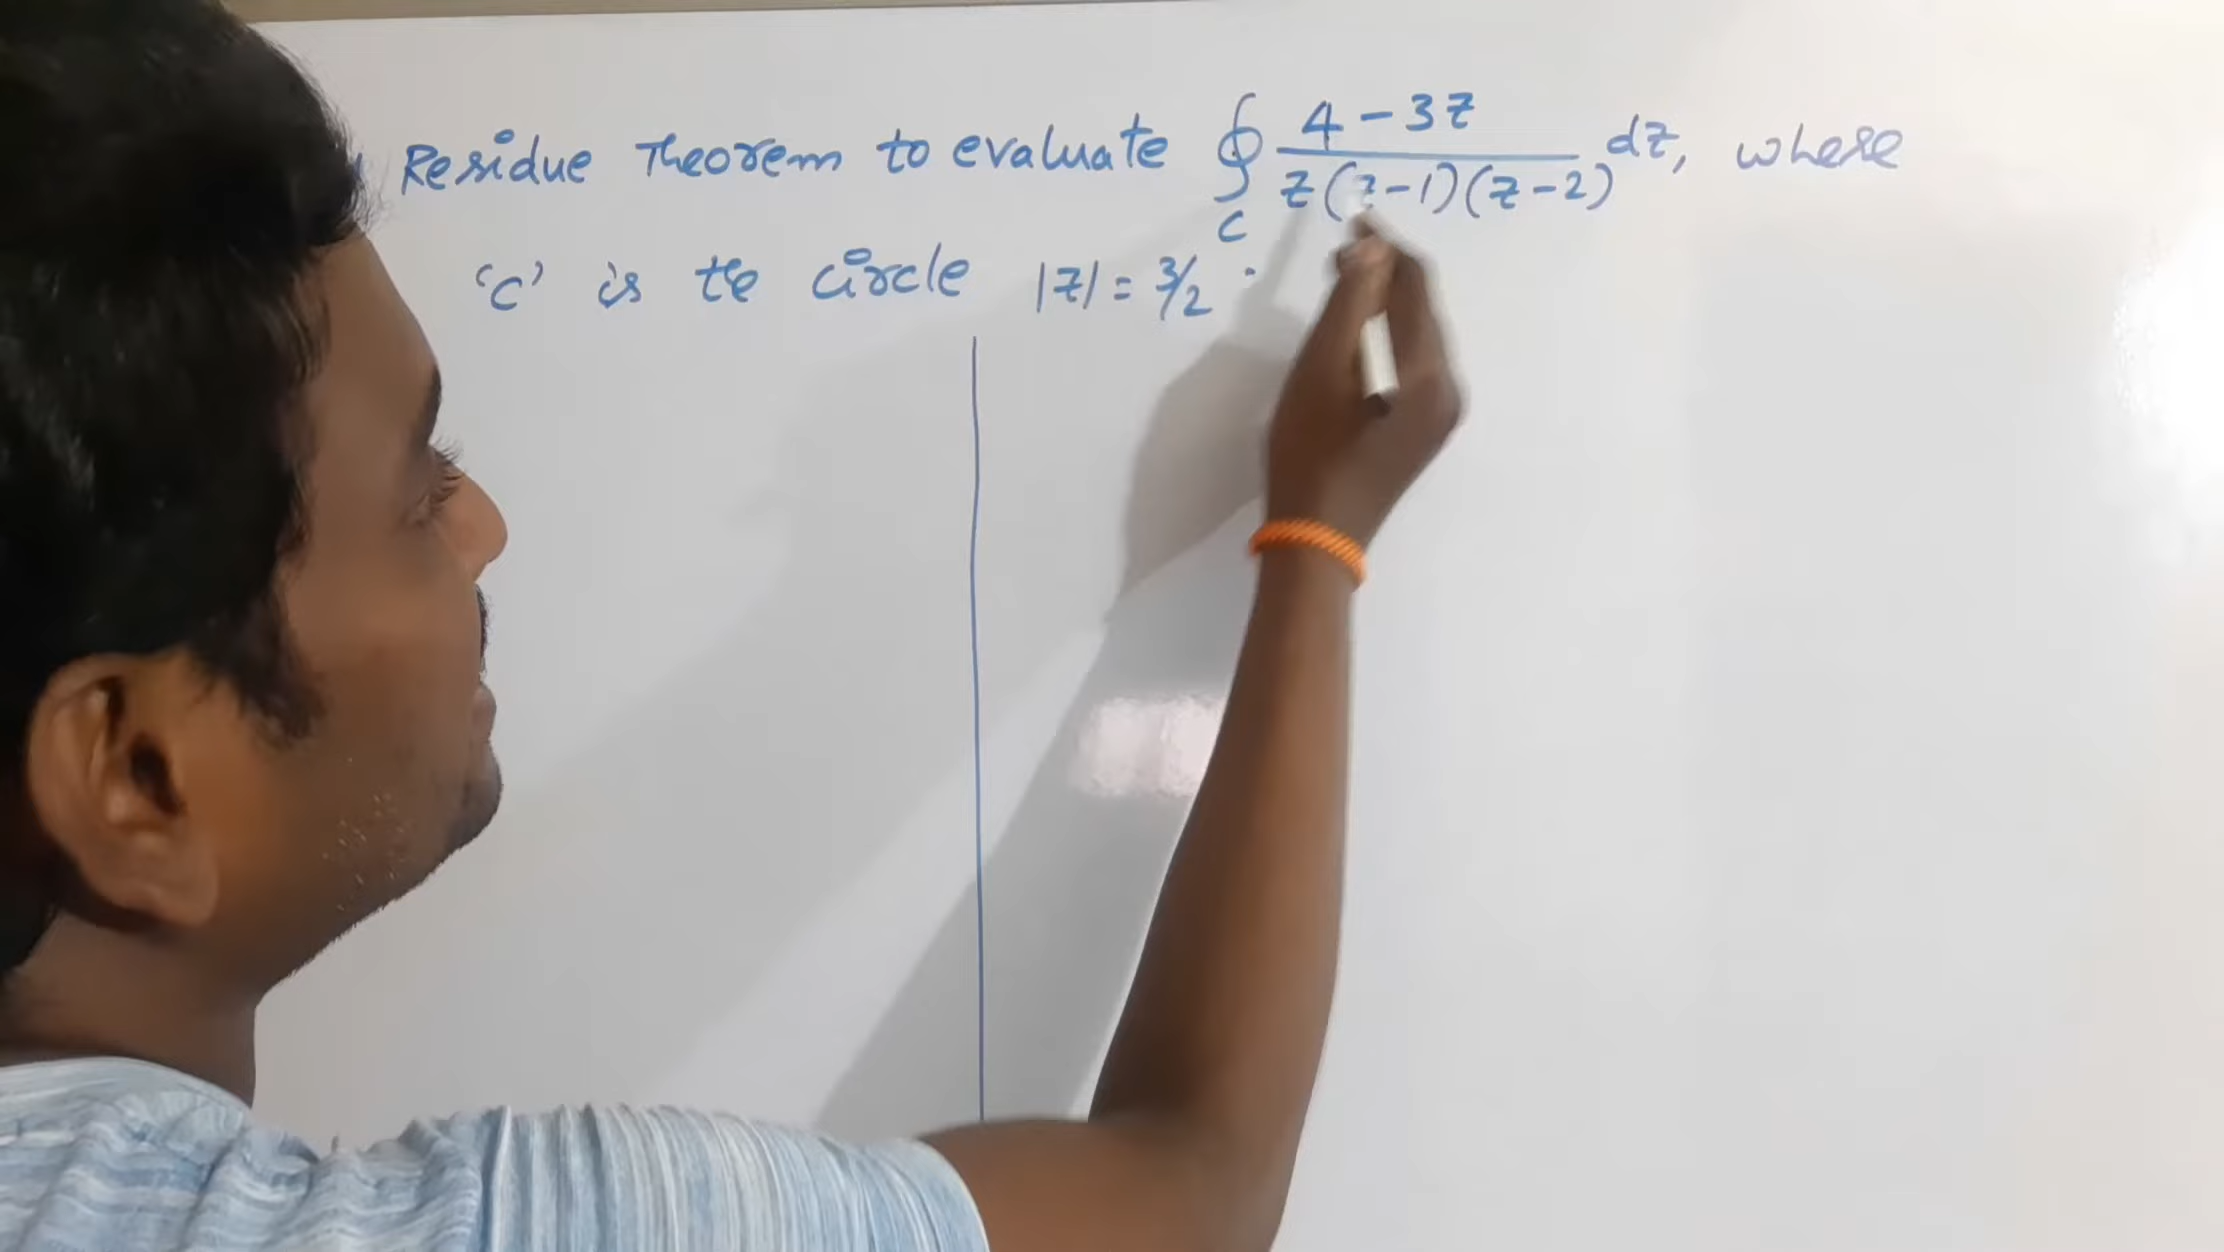 Residue Theorem to evaluate ∮_C (4-3z)/(z(z-1)(z-2)) dz, where
'C' is the circle |z| = 3/2 .